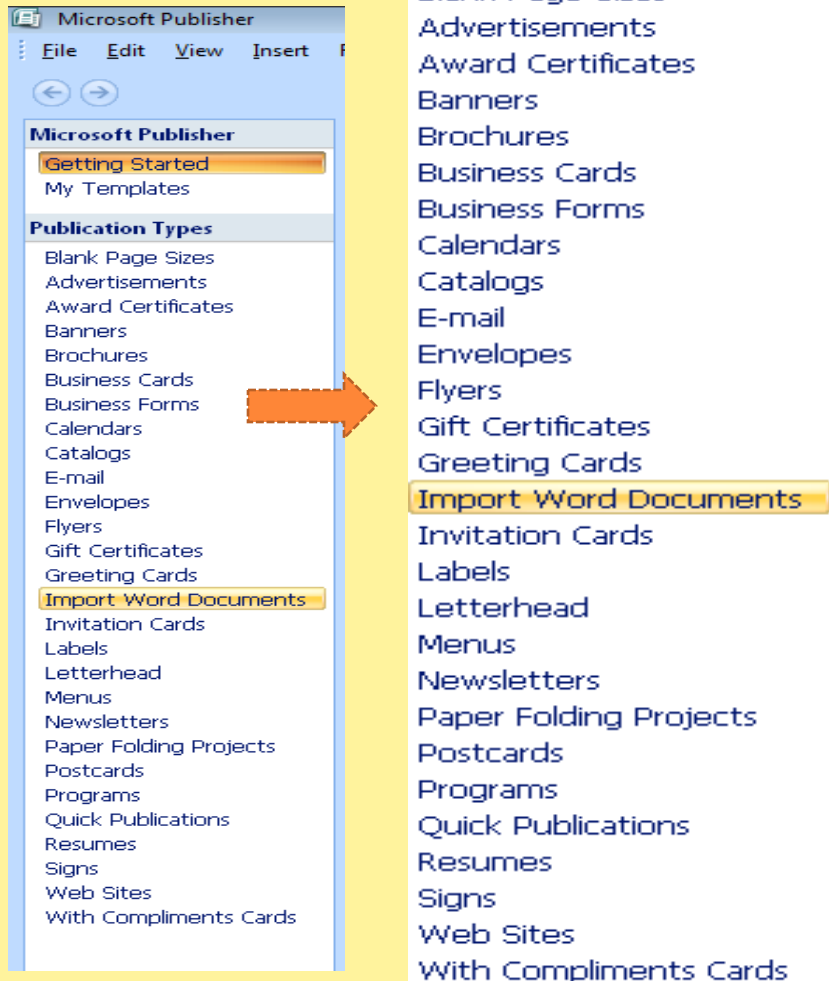 Microsoft Publisher
File Edit View Insert
Microsoft Publisher
Getting Started
My Templates
Publication Types
Blank Page Sizes
Advertisements
Award Certificates
Banners
Brochures
Business Cards
Business Forms
Calendars
Catalogs
E-mail
Envelopes
Flyers
Gift Certificates
Greeting Cards
Import Word Documents
Invitation Cards
Labels
Letterhead
Menus
Newsletters
Paper Folding Projects
Postcards
Programs
Quick Publications
Resumes
Signs
Web Sites
With Compliments Cards
Advertisements
Award Certificates
Banners
Brochures
Business Cards
Business Forms
Calendars
Catalogs
E-mail
Envelopes
Flyers
Gift Certificates
Greeting Cards
Import Word Documents
Invitation Cards
Labels
Letterhead
Menus
Newsletters
Paper Folding Projects
Postcards
Programs
Quick Publications
Resumes
Signs
Web Sites
With Compliments Cards